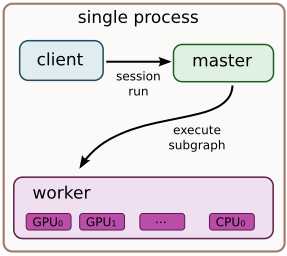 single process
client
master
session
run
execute
subgraph
worker
GPU₀ GPU₁ ... CPU₀